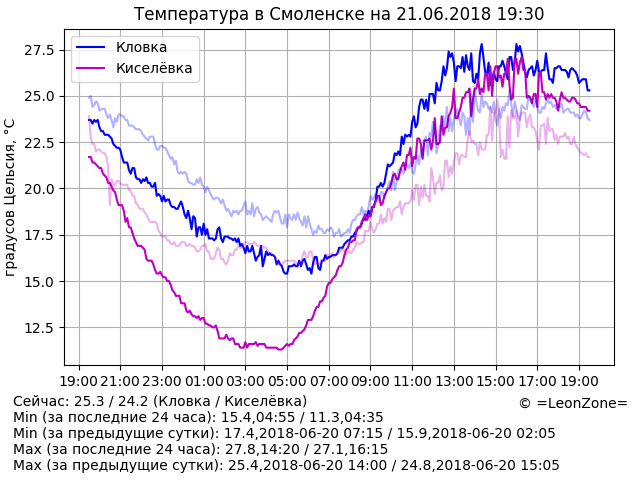 Температура в Смоленске на 21.06.2018 19:30
градусов Цельсия, °C
27.5
25.0
22.5
20.0
17.5
15.0
12.5
Кловка
Киселёвка
19:00 21:00 23:00 01:00 03:00 05:00 07:00 09:00 11:00 13:00 15:00 17:00 19:00
Сейчас: 25.3 / 24.2 (Кловка / Киселёвка)
© =LeonZone=
Min (за последние 24 часа): 15.4,04:55 / 11.3,04:35
Min (за предыдущие сутки): 17.4,2018-06-20 07:15 / 15.9,2018-06-20 02:05
Max (за последние 24 часа): 27.8,14:20 / 27.1,16:15
Max (за предыдущие сутки): 25.4,2018-06-20 14:00 / 24.8,2018-06-20 15:05